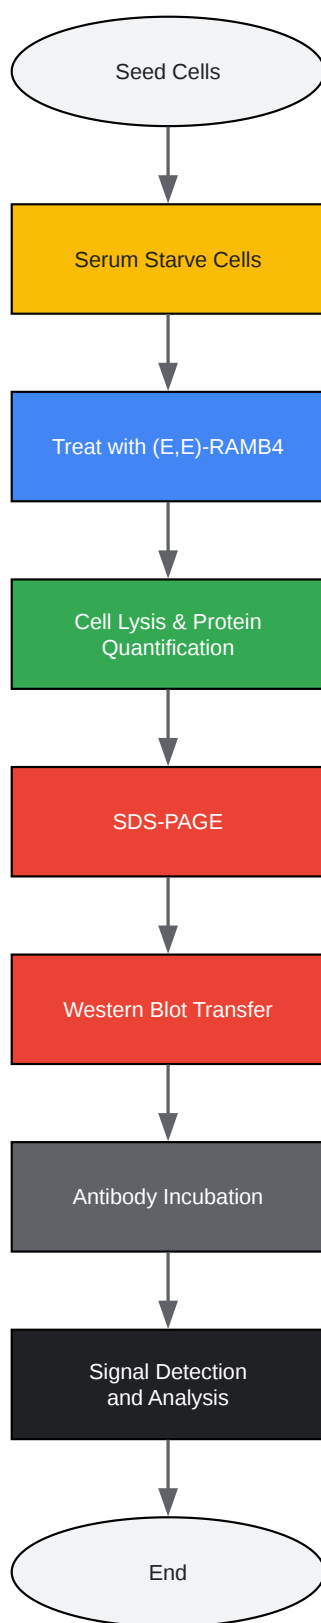 Seed Cells
Serum Starve Cells
Treat with (E,E)-RAMB4
Cell Lysis & Protein
Quantification
SDS-PAGE
Western Blot Transfer
Antibody Incubation
Signal Detection
and Analysis
End